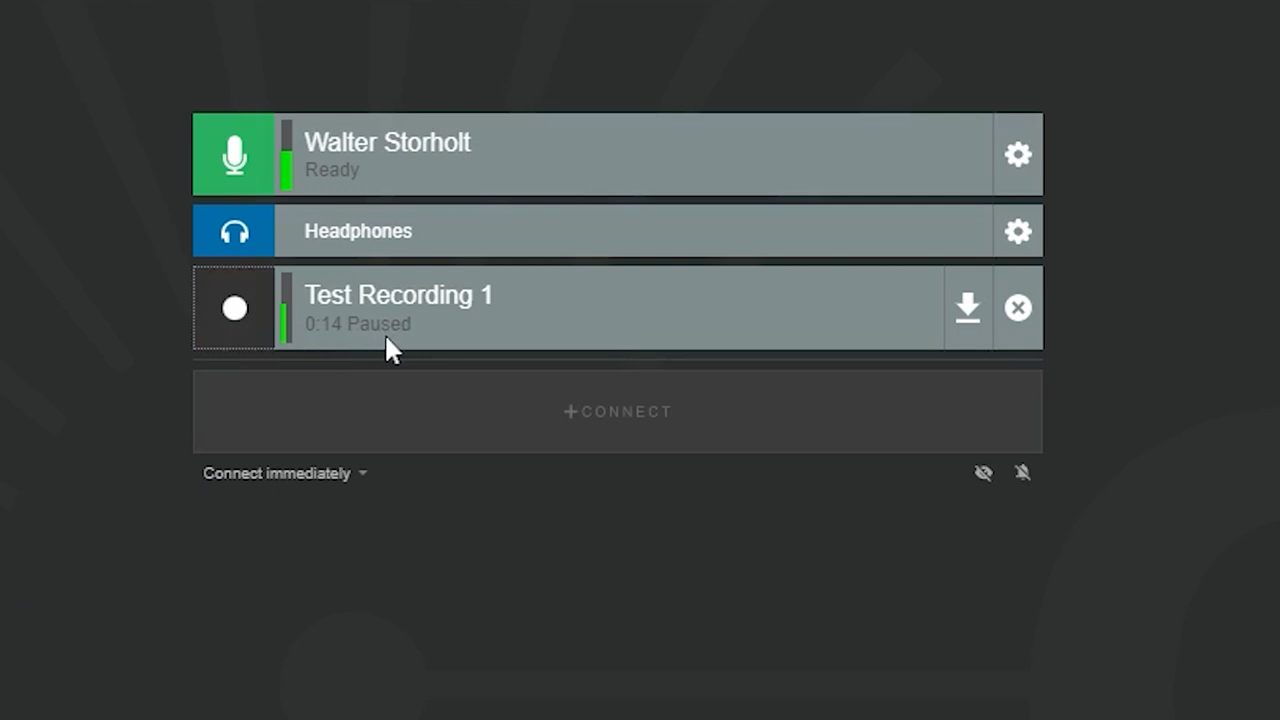 Walter Storholt
Ready
Headphones
Test Recording 1
0:14 Paused
+CONNECT
Connect immediately